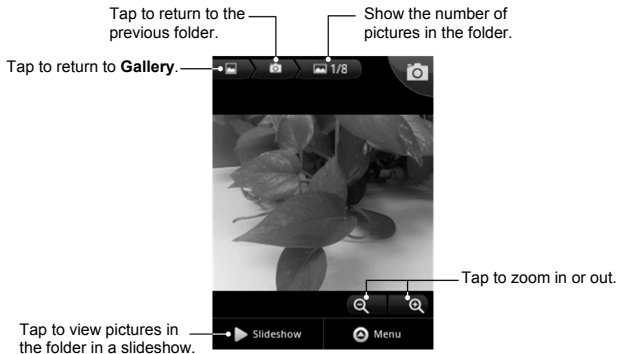 Tap to return to the
previous folder.
Show the number of
pictures in the folder.
Tap to return to Gallery.
1/8
Tap to zoom in or out.
Tap to view pictures in
the folder in a slideshow.
Slideshow
Menu